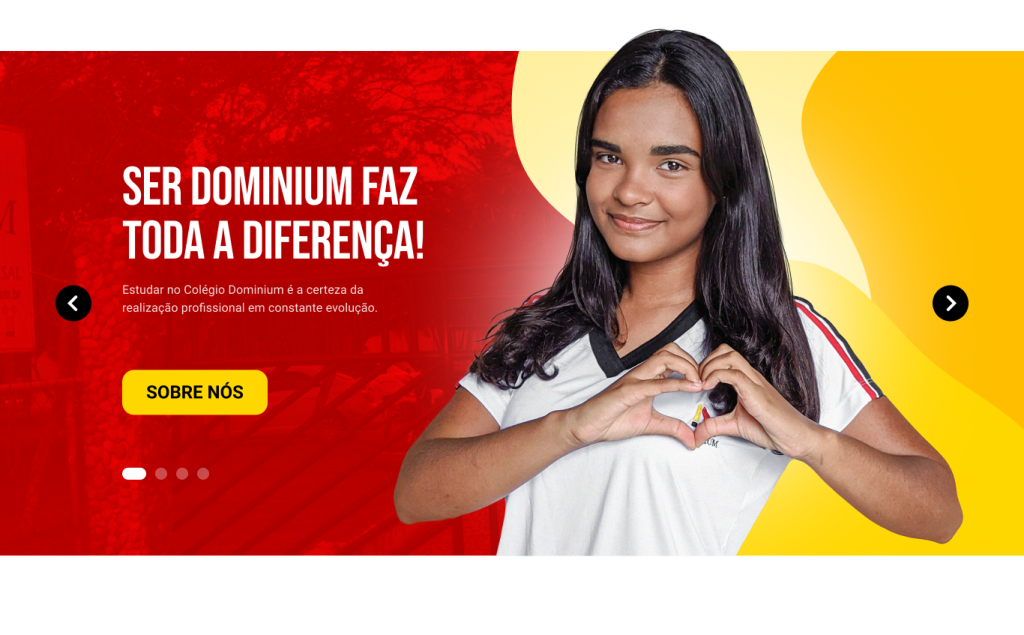 SER DOMINIUM FAZ
TODA A DIFERENÇA!
Estudar no Colégio Dominium é a certeza da
realização profissional em constante evolução.
SOBRE NÓS